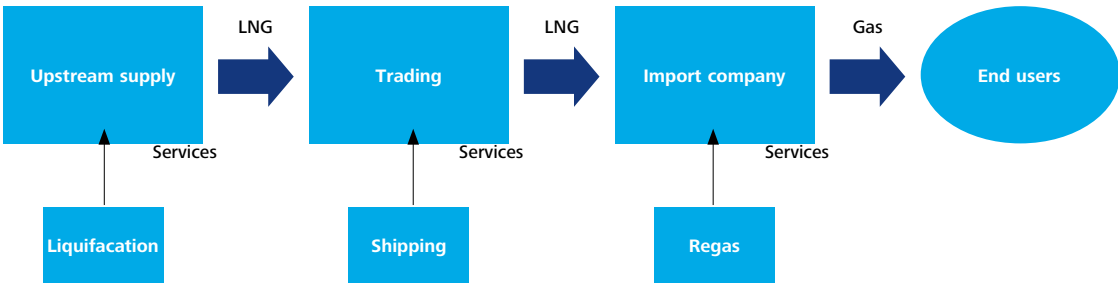 LNG
LNG
Gas
Upstream supply
Trading
Import company
End users
Services
Services
Services
Liquifacation
Shipping
Regas